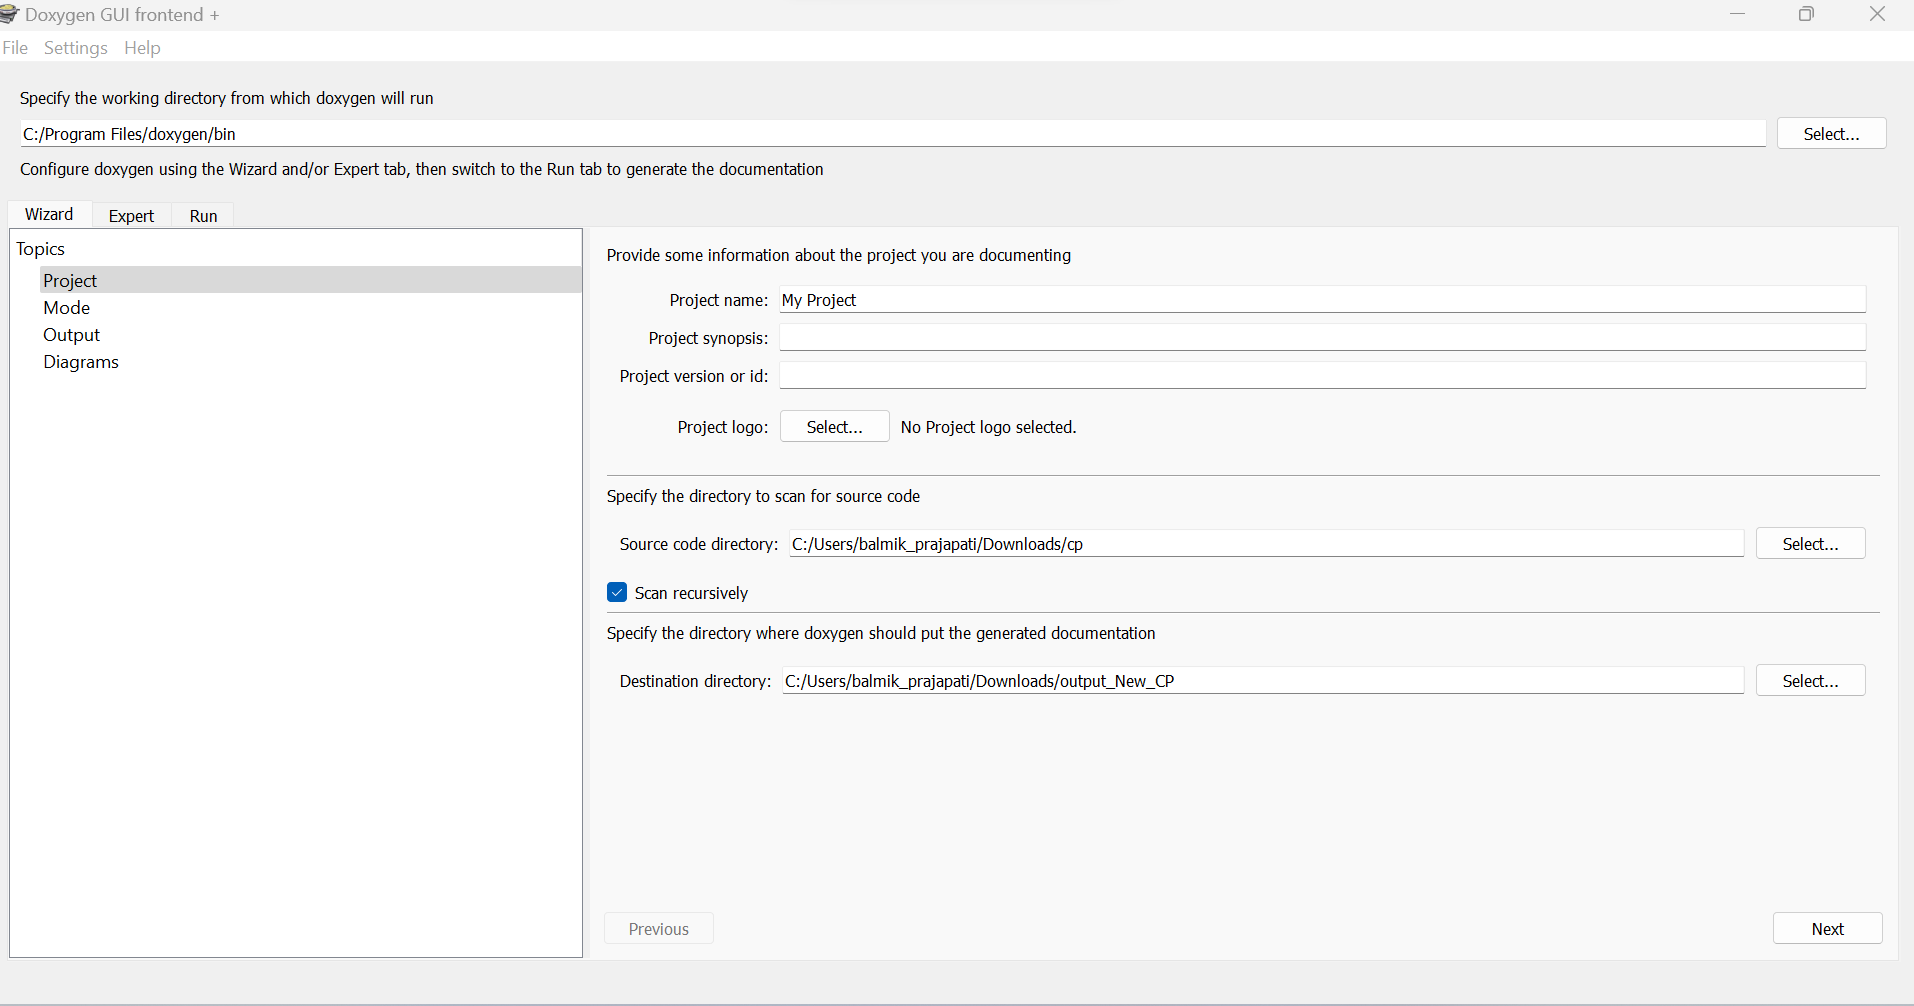 Doxygen GUI frontend +
File Settings Help
Specify the working directory from which doxygen will run
C:/Program Files/doxygen/bin Select...
Configure doxygen using the Wizard and/or Expert tab, then switch to the Run tab to generate the documentation
Wizard Expert Run
Topics
Project
Mode
Output
Diagrams
Provide some information about the project you are documenting
Project name: My Project
Project synopsis:
Project version or id:
Project logo: Select... No Project logo selected.
Specify the directory to scan for source code
Source code directory: C:/Users/balmik_prajapati/Downloads/cp Select...
Scan recursively
Specify the directory where doxygen should put the generated documentation
Destination directory: C:/Users/balmik_prajapati/Downloads/output_New_CP Select...
Previous Next